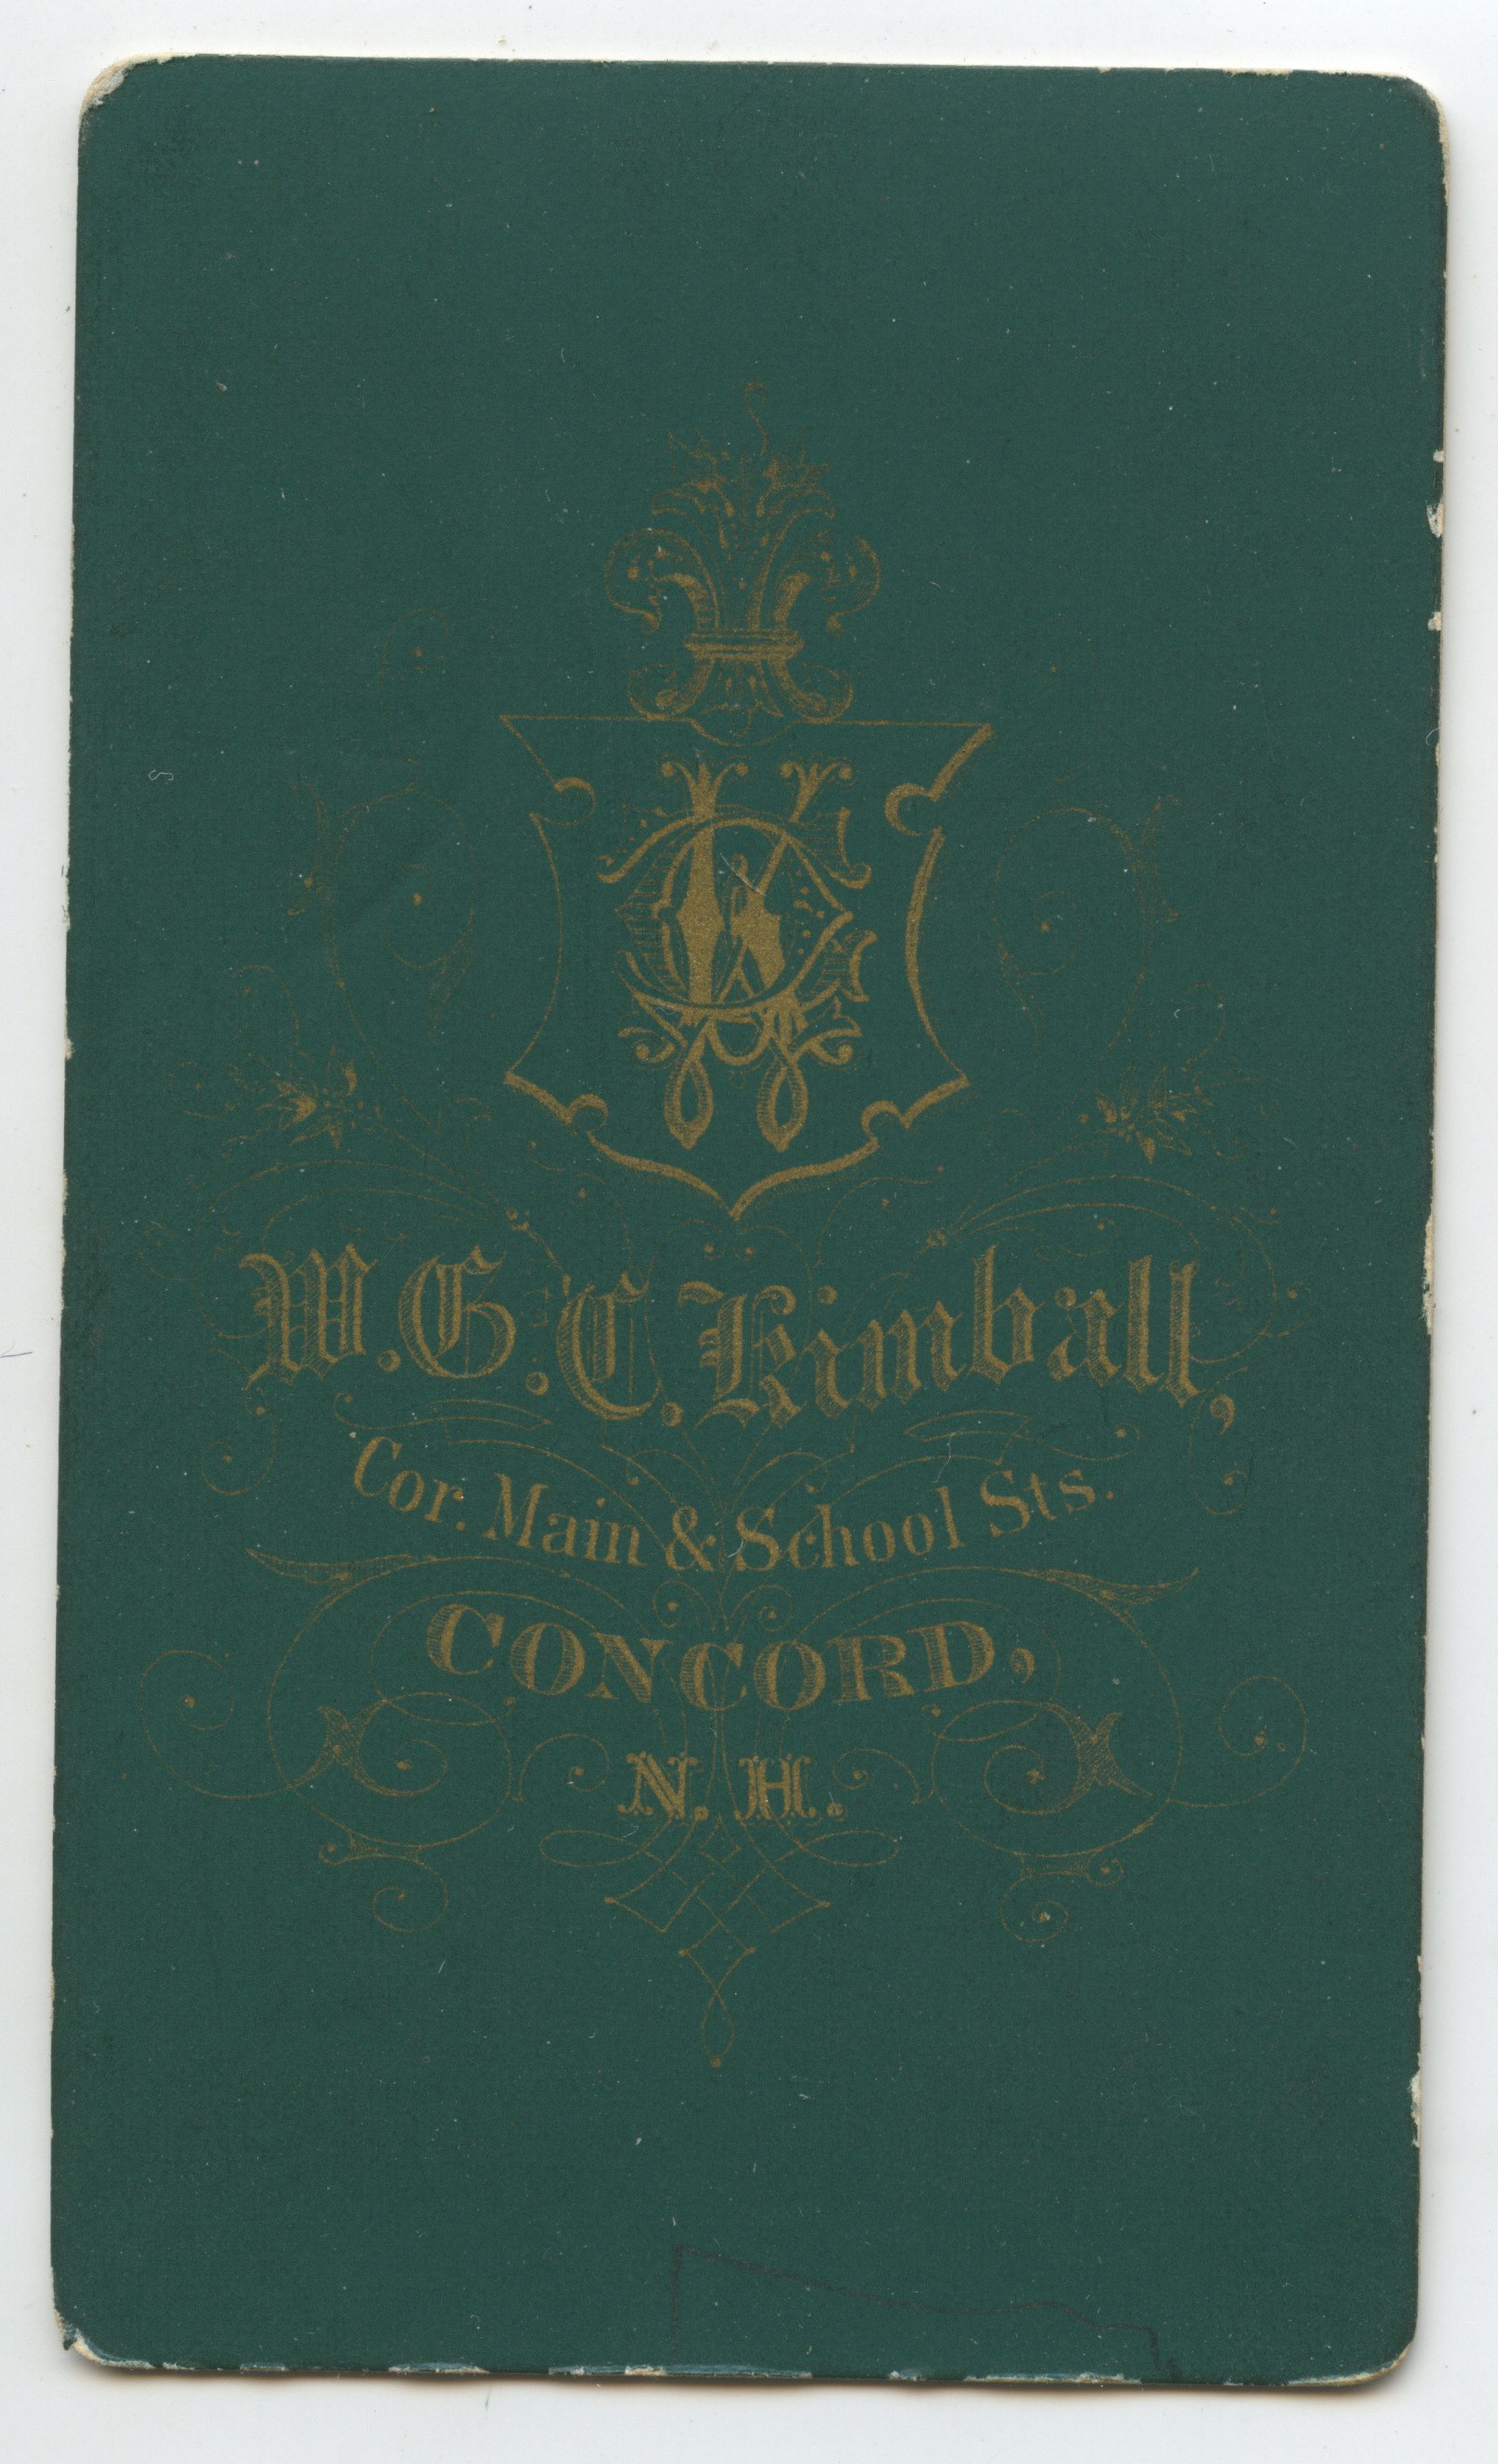 W. G. C. Kimball,
Cor. Main & School Sts.
CONCORD,
N. H.